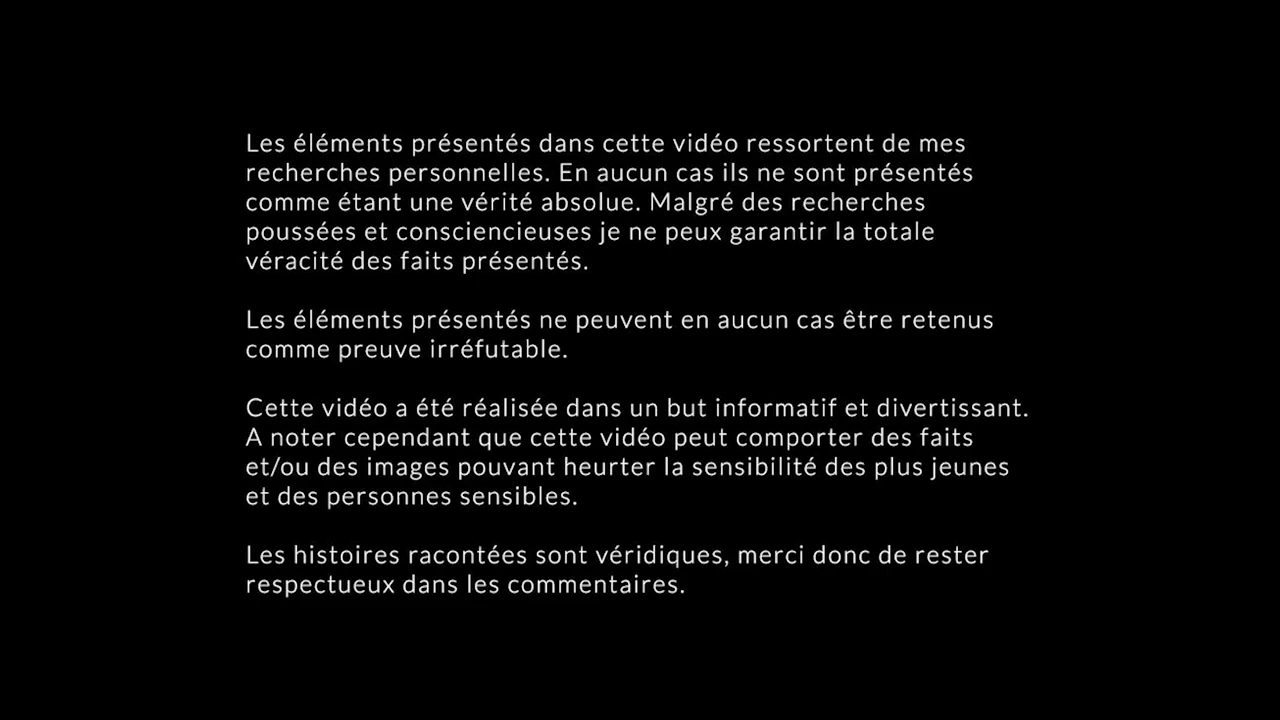 Les éléments présentés dans cette vidéo ressortent de mes
recherches personnelles. En aucun cas ils ne sont présentés
comme étant une vérité absolue. Malgré des recherches
poussées et consciencieuses je ne peux garantir la totale
véracité des faits présentés.
Les éléments présentés ne peuvent en aucun cas être retenus
comme preuve irréfutable.
Cette vidéo a été réalisée dans un but informatif et divertissant.
A noter cependant que cette vidéo peut comporter des faits
et/ou des images pouvant heurter la sensibilité des plus jeunes
et des personnes sensibles.
Les histoires racontées sont véridiques, merci donc de rester
respectueux dans les commentaires.